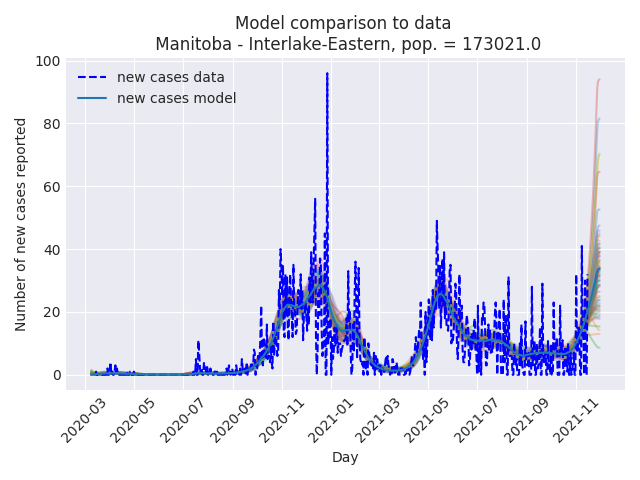 Model comparison to data
Manitoba - Interlake-Eastern, pop. = 173021.0
new cases data
new cases model
Number of new cases reported
100
80
60
40
20
0
2020-03
2020-05
2020-07
2020-09
2020-11
2021-01
2021-03
2021-05
2021-07
2021-09
2021-11
Day